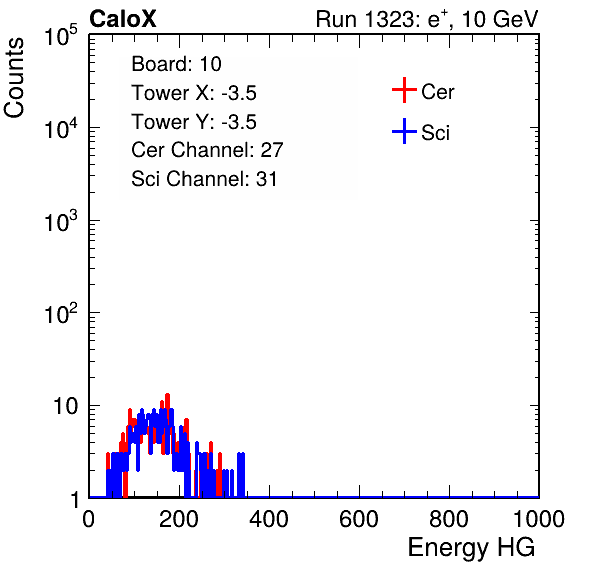 CaloX Run 1323: e⁺, 10 GeV
Counts
10⁵
10⁴
10³
10²
10
1
Board: 10
Tower X: -3.5
Tower Y: -3.5
Cer Channel: 27
Sci Channel: 31
Cer
Sci
0 200 400 600 800 1000
Energy HG